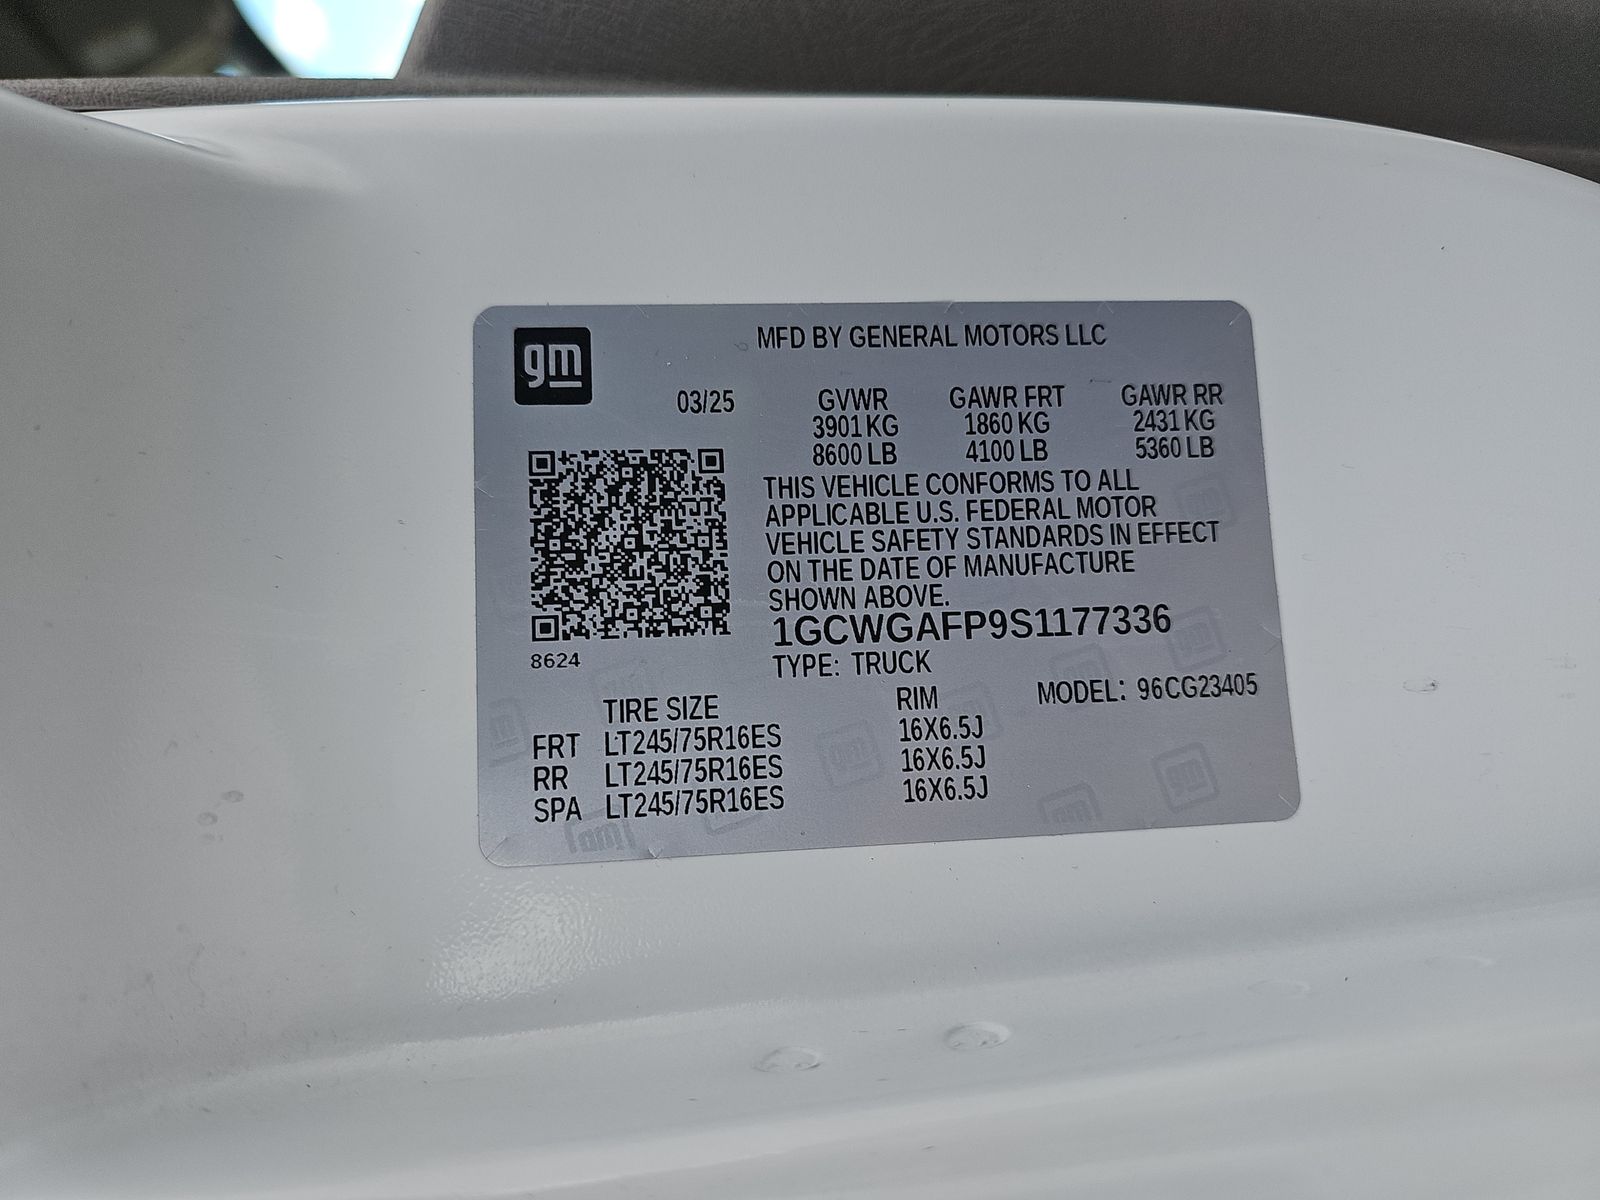 gm
MFD BY GENERAL MOTORS LLC
03/25 GVWR GAWR FRT GAWR RR
3901 KG 1860 KG 2431 KG
8600 LB 4100 LB 5360 LB
THIS VEHICLE CONFORMS TO ALL
APPLICABLE U.S. FEDERAL MOTOR
VEHICLE SAFETY STANDARDS IN EFFECT
ON THE DATE OF MANUFACTURE
SHOWN ABOVE.
1GCWGAFP9S1177336
8624
TYPE: TRUCK
TIRE SIZE RIM MODEL: 96CG23405
FRT LT245/75R16ES 16X6.5J
RR LT245/75R16ES 16X6.5J
SPA LT245/75R16ES 16X6.5J